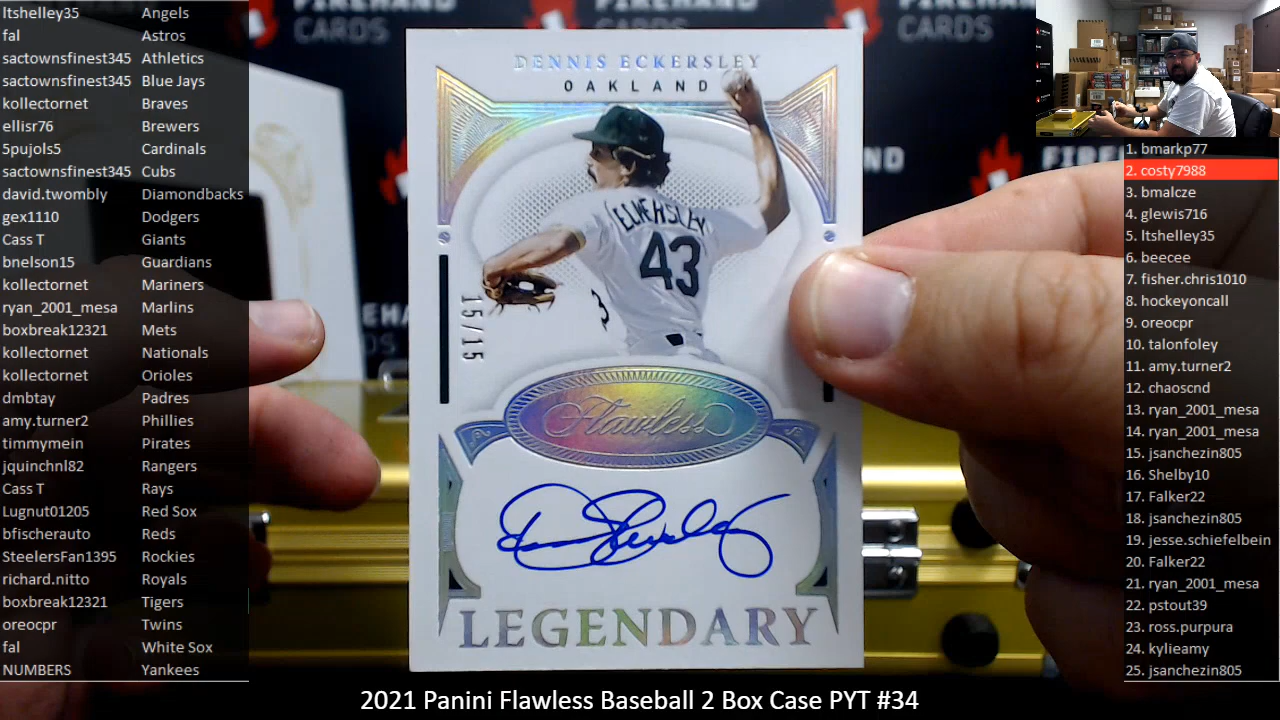 ltshelley35 Angels
fal Astros
sactownsfinest345 Athletics
sactownsfinest345 Blue Jays
kollectornet Braves
ellisr76 Brewers
5pujols5 Cardinals
sactownsfinest345 Cubs
david.twombly Diamondbacks
gex1110 Dodgers
Cass T Giants
bnelson15 Guardians
kollectornet Mariners
ryan_2001_mesa Marlins
boxbreak12321 Mets
kollectornet Nationals
kollectornet Orioles
dmbtay Padres
amy.turner2 Phillies
timmymein Pirates
jquinchnl82 Rangers
Cass T Rays
Lugnut01205 Red Sox
bfischerauto Reds
SteelersFan1395 Rockies
richard.nitto Royals
boxbreak12321 Tigers
oreocpr Twins
fal White Sox
NUMBERS Yankees
FIREHAND
CARDS
FIREHAND
CARDS
DENNIS ECKERSLEY
OAKLAND
ECKERSLEY
43
3
15/15
Flawless
LEGENDARY
1. bmarkp77
2. costy7988
3. bmalcze
4. glewis716
5. ltshelley35
6. beecee
7. fisher.chris1010
8. hockeyoncall
9. oreocpr
10. talonfoley
11. amy.turner2
12. chaoscnd
13. ryan_2001_mesa
14. ryan_2001_mesa
15. jsanchezin805
16. Shelby10
17. Falker22
18. jsanchezin805
19. jesse.schiefelbein
20. Falker22
21. ryan_2001_mesa
22. pstout39
23. ross.purpura
24. kylieamy
25. jsanchezin805
2021 Panini Flawless Baseball 2 Box Case PYT #34